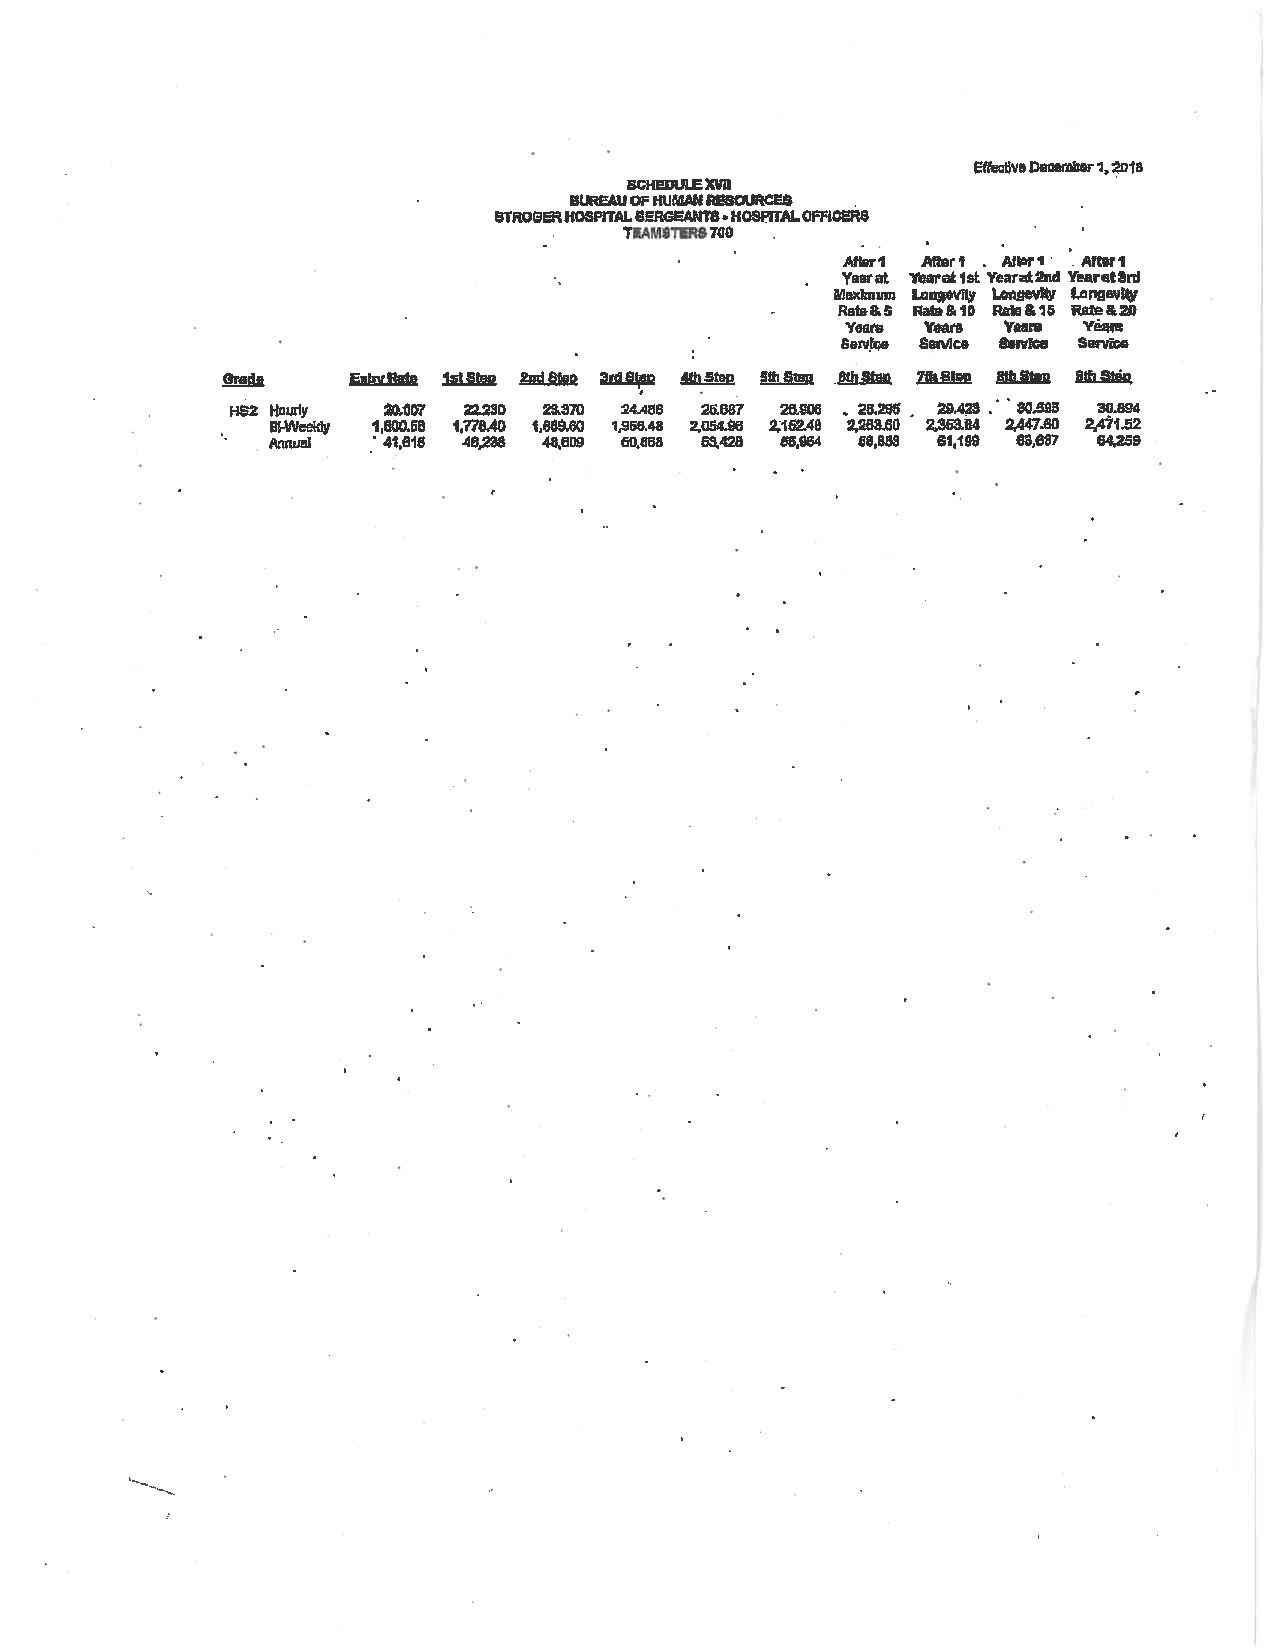 Effective December 1, 2018
SCHEDULE XVII
BUREAU OF HUMAN RESOURCES
STROGER HOSPITAL SERGEANTS - HOSPITAL OFFICERS
TEAMSTERS 700
After 1 After 1 After 1 After 1
Year at Year at 1st Year at 2nd Year at 3rd
Maximum Longevity Longevity Longevity
Rate & 5 Rate & 10 Rate & 15 Rate & 20
Years Years Years Years
Service Service Service Service
Grade Entry Rate 1st Step 2nd Step 3rd Step 4th Step 5th Step 6th Step 7th Step 8th Step 9th Step
HS2 Hourly 20.007 22.230 23.370 24.456 25.687 26.906 29.423 30.595 30.894
Bi-Weekly 1,600.56 1,778.40 1,869.60 1,956.48 2,054.96 2,152.48 2,263.60 2,353.84 2,447.60 2,471.52
Annual 41,615 46,238 48,609 50,868 53,428 55,964 58,853 61,199 63,637 64,259